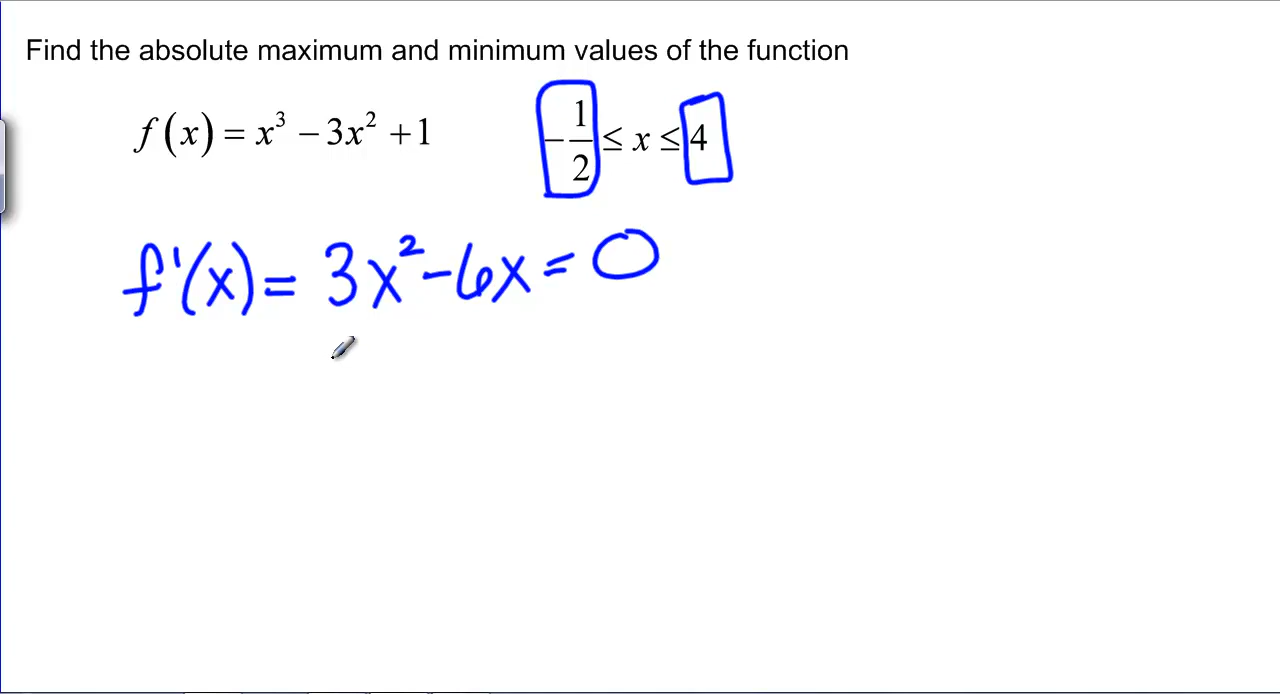 Find the absolute maximum and minimum values of the function
f(x) = x³ − 3x² + 1    −1/2 ≤ x ≤ 4
f'(x) = 3x² − 6x = 0